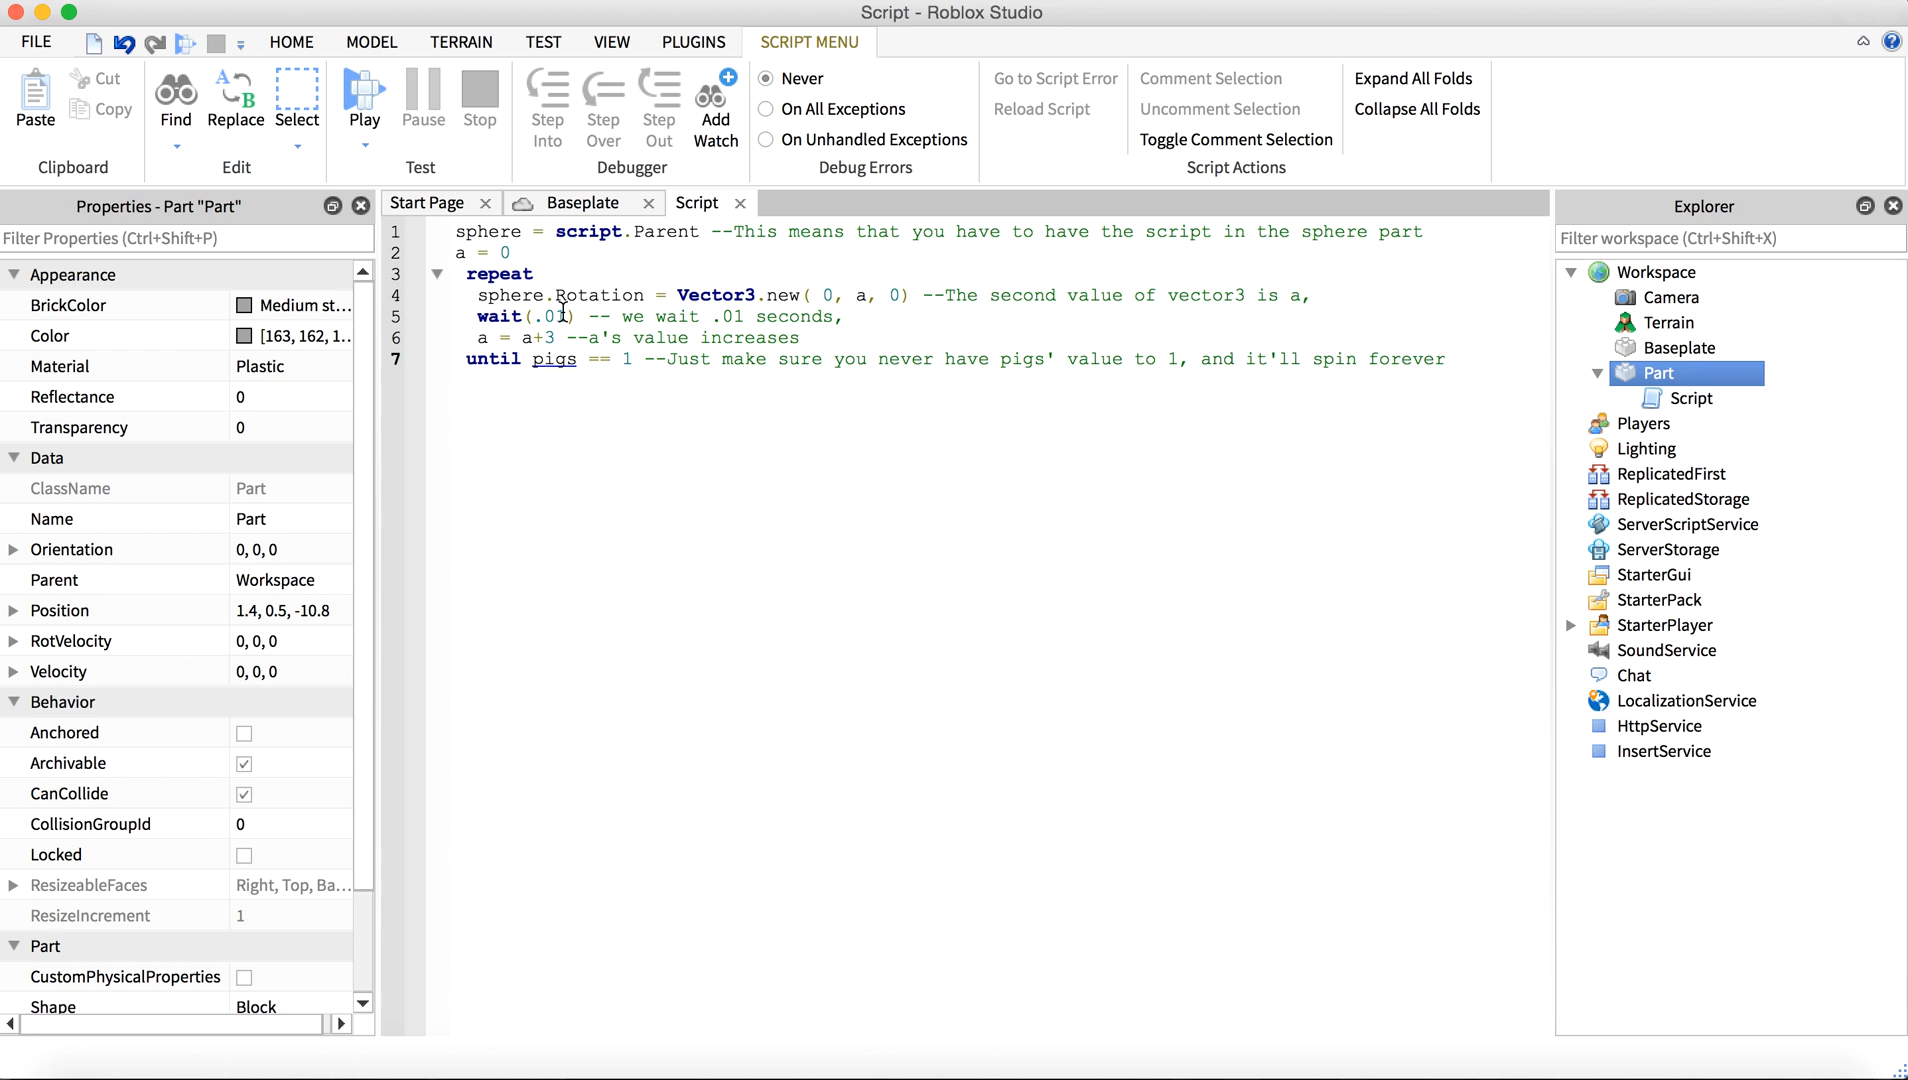 Script - Roblox Studio
FILE HOME MODEL TERRAIN TEST VIEW PLUGINS SCRIPT MENU
Paste
Cut
Copy
Clipboard
Find
Replace
Select
Edit
Play
Pause
Stop
Test
Step Into
Step Over
Step Out
Add Watch
Debugger
Never
On All Exceptions
On Unhandled Exceptions
Debug Errors
Go to Script Error
Reload Script
Comment Selection
Uncomment Selection
Toggle Comment Selection
Script Actions
Expand All Folds
Collapse All Folds
Properties - Part "Part"
Filter Properties (Ctrl+Shift+P)
Appearance
BrickColor Medium st...
Color [163, 162, 1...
Material Plastic
Reflectance 0
Transparency 0
Data
ClassName Part
Name Part
Orientation 0, 0, 0
Parent Workspace
Position 1.4, 0.5, -10.8
RotVelocity 0, 0, 0
Velocity 0, 0, 0
Behavior
Anchored
Archivable
CanCollide
CollisionGroupId 0
Locked
ResizeableFaces Right, Top, Ba...
ResizeIncrement 1
Part
CustomPhysicalProperties
Shape Block
Start Page Baseplate Script
1 sphere = script.Parent --This means that you have to have the script in the sphere part
2 a = 0
3 repeat
4 sphere.Rotation = Vector3.new( 0, a, 0) --The second value of vector3 is a,
5 wait(.01) -- we wait .01 seconds,
6 a = a+3 --a's value increases
7 until pigs == 1 --Just make sure you never have pigs' value to 1, and it'll spin forever
Explorer
Filter workspace (Ctrl+Shift+X)
Workspace
Camera
Terrain
Baseplate
Part
Script
Players
Lighting
ReplicatedFirst
ReplicatedStorage
ServerScriptService
ServerStorage
StarterGui
StarterPack
StarterPlayer
SoundService
Chat
LocalizationService
HttpService
InsertService